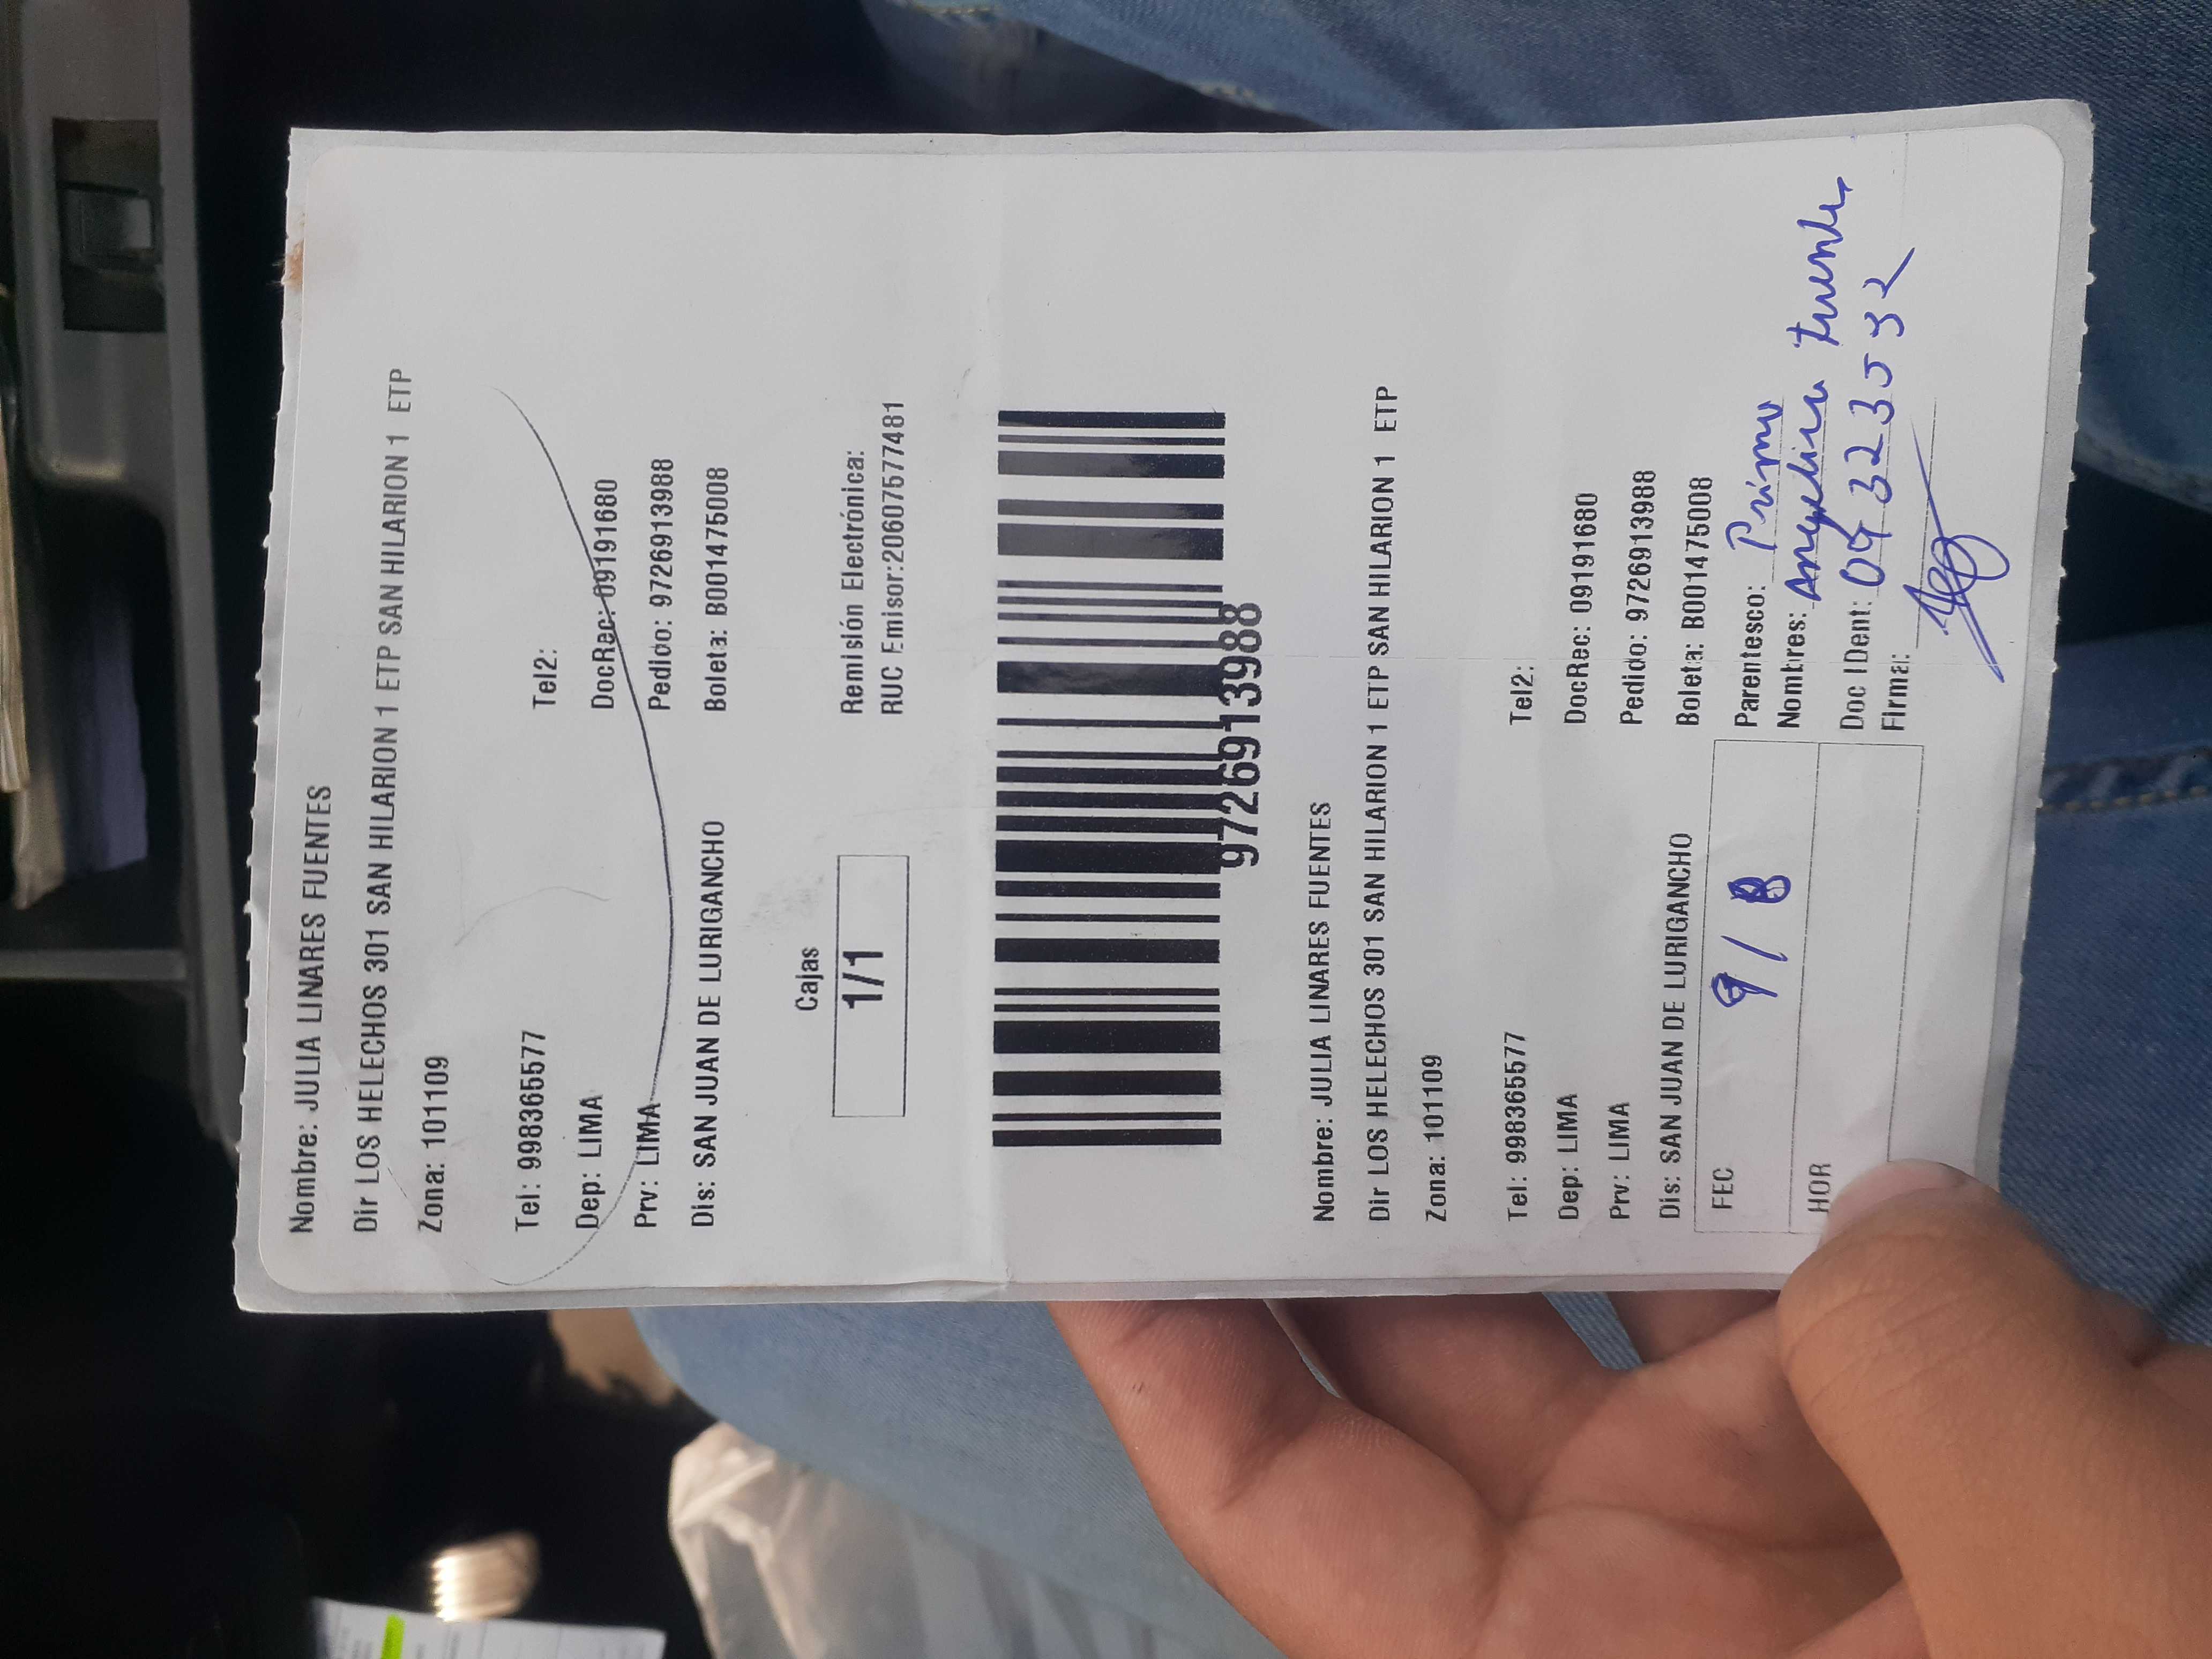 Nombre: JULIA LINARES FUENTES
Dir LOS HELECHOS 301 SAN HILARION 1 ETP SAN HILARION 1 ETP
Zona: 101109
Tel: 998365577 Tel2:
Dep: LIMA DocRec: 09191680
Prv: LIMA Pedido: 9726913988
Dis: SAN JUAN DE LURIGANCHO Boleta: B001475008
Cajas
1/1
Remisión Electrónica:
RUC Emisor:20607577481
9726913988
Nombre: JULIA LINARES FUENTES
Dir LOS HELECHOS 301 SAN HILARION 1 ETP SAN HILARION 1 ETP
Zona: 101109
Tel: 998365577 Tel2:
Dep: LIMA DocRec: 09191680
Prv: LIMA Pedido: 9726913988
Dis: SAN JUAN DE LURIGANCHO Boleta: B001475008
FEC 9/8 Parentesco: Prima
Nombres: Angelica
HOR Doc IDent:
Firma: